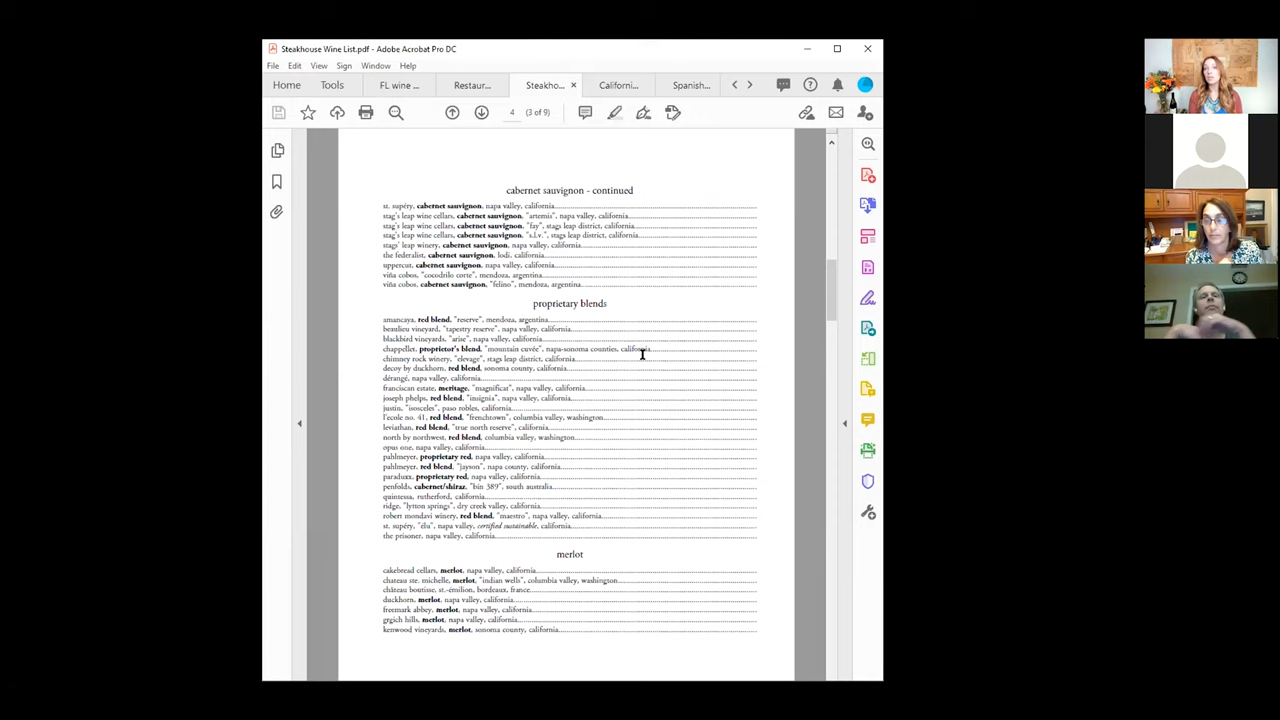 Steakhouse Wine List.pdf - Adobe Acrobat Pro DC
File Edit View Sign Window Help
Home Tools FL wine ... Restaur... Steakho... Californi... Spanish...
4 (3 of 9)
cabernet sauvignon - continued
st. supéry, cabernet sauvignon, napa valley, california
stag's leap wine cellars, cabernet sauvignon, "artemis", napa valley, california
stag's leap wine cellars, cabernet sauvignon, "fay", stags leap district, california
stag's leap wine cellars, cabernet sauvignon, "s.l.v.", stags leap district, california
stags' leap winery, cabernet sauvignon, napa valley, california
the federalist, cabernet sauvignon, lodi, california
uppercut, cabernet sauvignon, napa valley, california
viña cobos, "cocodrilo corte", mendoza, argentina
viña cobos, cabernet sauvignon, "felino", mendoza, argentina
proprietary blends
amancaya, red blend, "reserve", mendoza, argentina
beaulieu vineyard, "tapestry reserve", napa valley, california
blackbird vineyards, "arise", napa valley, california
chappellet, proprietor's blend, "mountain cuvée", napa-sonoma counties, california
chimney rock winery, "elevage", stags leap district, california
decoy by duckhorn, red blend, sonoma county, california
dérangé, napa valley, california
franciscan estate, meritage, "magnificat", napa valley, california
joseph phelps, red blend, "insignia", napa valley, california
justin, "isosceles", paso robles, california
l'ecole no. 41, red blend, "frenchtown", columbia valley, washington
leviathan, red blend, "true north reserve", california
north by northwest, red blend, columbia valley, washington
opus one, napa valley, california
pahlmeyer, proprietary red, napa valley, california
pahlmeyer, red blend, "jayson", napa county, california
paraduxx, proprietary red, napa valley, california
penfolds, cabernet/shiraz, "bin 389", south australia
quintessa, rutherford, california
ridge, "lytton springs", dry creek valley, california
robert mondavi winery, red blend, "maestro", napa valley, california
st. supéry, "élu", napa valley, certified sustainable, california
the prisoner, napa valley, california
merlot
cakebread cellars, merlot, napa valley, california
chateau ste. michelle, merlot, "indian wells", columbia valley, washington
château boutisse, st.-émilion, bordeaux, france
duckhorn, merlot, napa valley, california
freemark abbey, merlot, napa valley, california
grgich hills, merlot, napa valley, california
kenwood vineyards, merlot, sonoma county, california